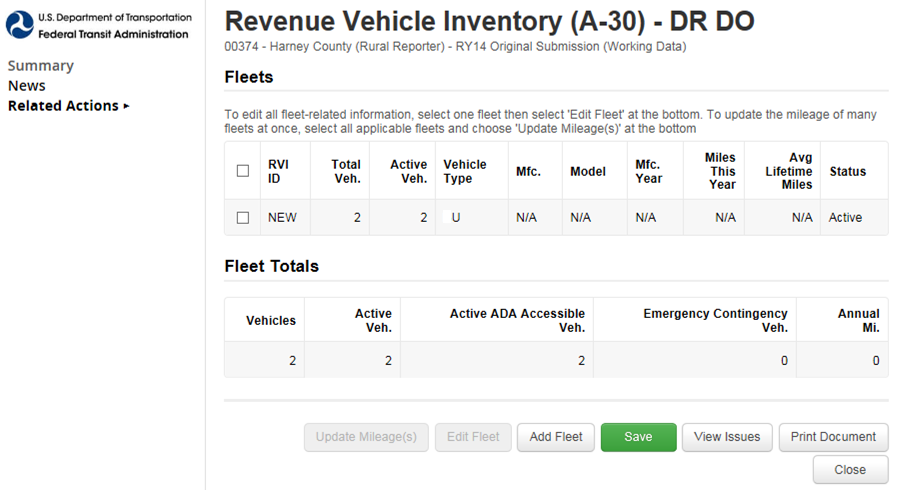 U.S. Department of Transportation
Federal Transit Administration
Summary
News
Related Actions ▸
Revenue Vehicle Inventory (A-30) - DR DO
00374 - Harney County (Rural Reporter) - RY14 Original Submission (Working Data)
Fleets
To edit all fleet-related information, select one fleet then select 'Edit Fleet' at the bottom. To update the mileage of many
fleets at once, select all applicable fleets and choose 'Update Mileage(s)' at the bottom
RVI ID Total Veh. Active Veh. Vehicle Type Mfc. Model Mfc. Year Miles This Year Avg Lifetime Miles Status
NEW 2 2 U N/A N/A N/A N/A N/A Active
Fleet Totals
Vehicles Active Veh. Active ADA Accessible Veh. Emergency Contingency Veh. Annual Mi.
2 2 2 0 0
Update Mileage(s) Edit Fleet Add Fleet Save View Issues Print Document
Close